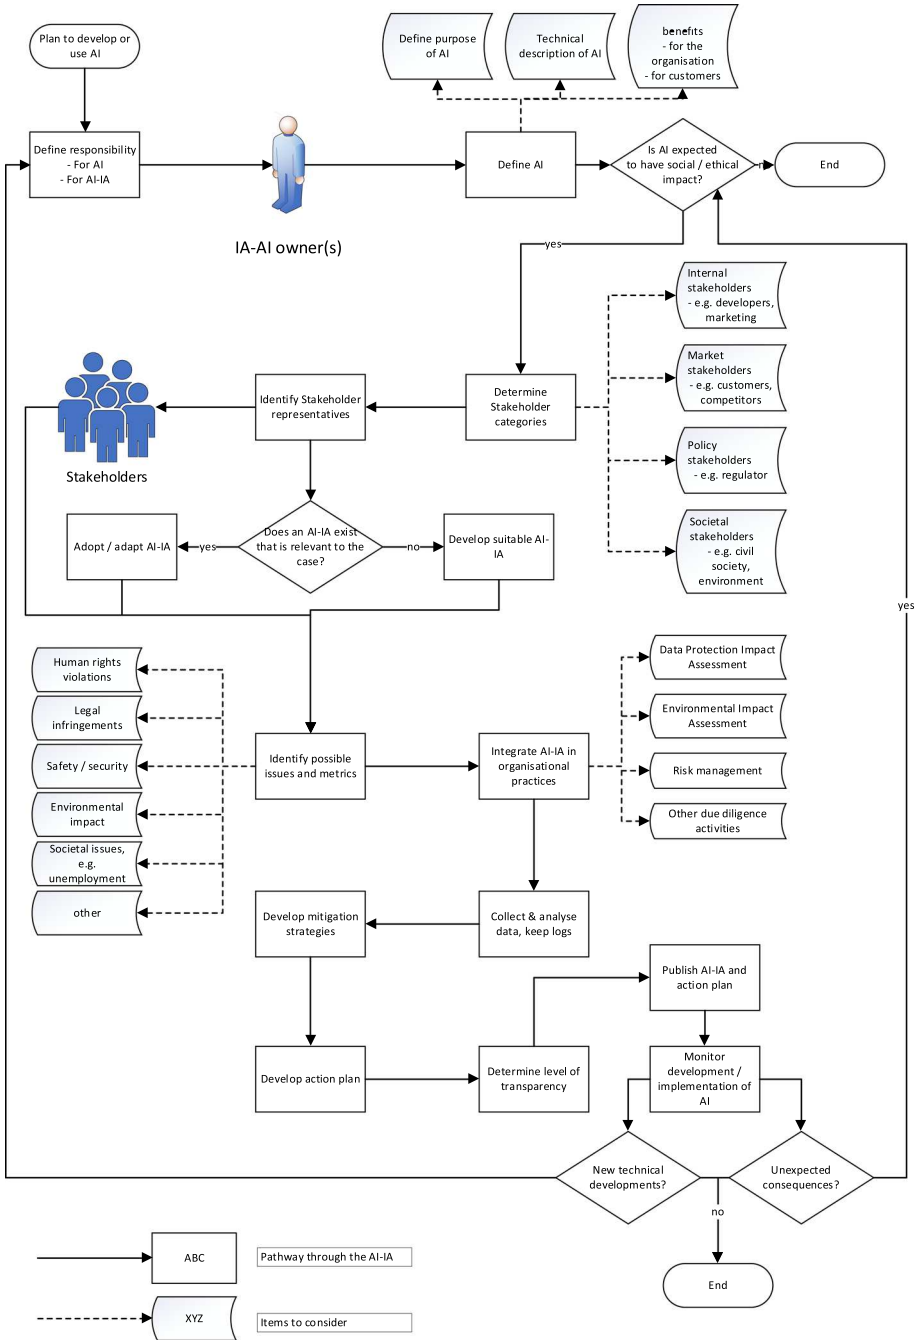 Plan to develop or
use AI
Define purpose
of AI
Technical
description of AI
benefits
- for the
organisation
- for customers
Define responsibility
- For AI
- For AI-IA
Define AI
Is AI expected
to have social / ethical
impact?
End
IA-AI owner(s)
yes
Internal
stakeholders
- e.g. developers,
marketing
Market
stakeholders
- e.g. customers,
competitors
Policy
stakeholders
- e.g. regulator
Societal
stakeholders
- e.g. civil
society,
environment
Identify Stakeholder
representatives
Determine
Stakeholder
categories
Stakeholders
Adopt / adapt AI-IA
yes
Does an AI-IA exist
that is relevant to the
case?
no
Develop suitable AI-
IA
yes
Human rights
violations
Legal
infringements
Safety / security
Environmental
impact
Societal issues,
e.g.
unemployment
other
Identify possible
issues and metrics
Integrate AI-IA in
organisational
practices
Data Protection Impact
Assessment
Environmental Impact
Assessment
Risk management
Other due diligence
activities
Develop mitigation
strategies
Collect & analyse
data, keep logs
Publish AI-IA and
action plan
Develop action plan
Determine level of
transparency
Monitor
development /
implementation of
AI
New technical
developments?
Unexpected
consequences?
no
End
ABC
Pathway through the AI-IA
XYZ
Items to consider